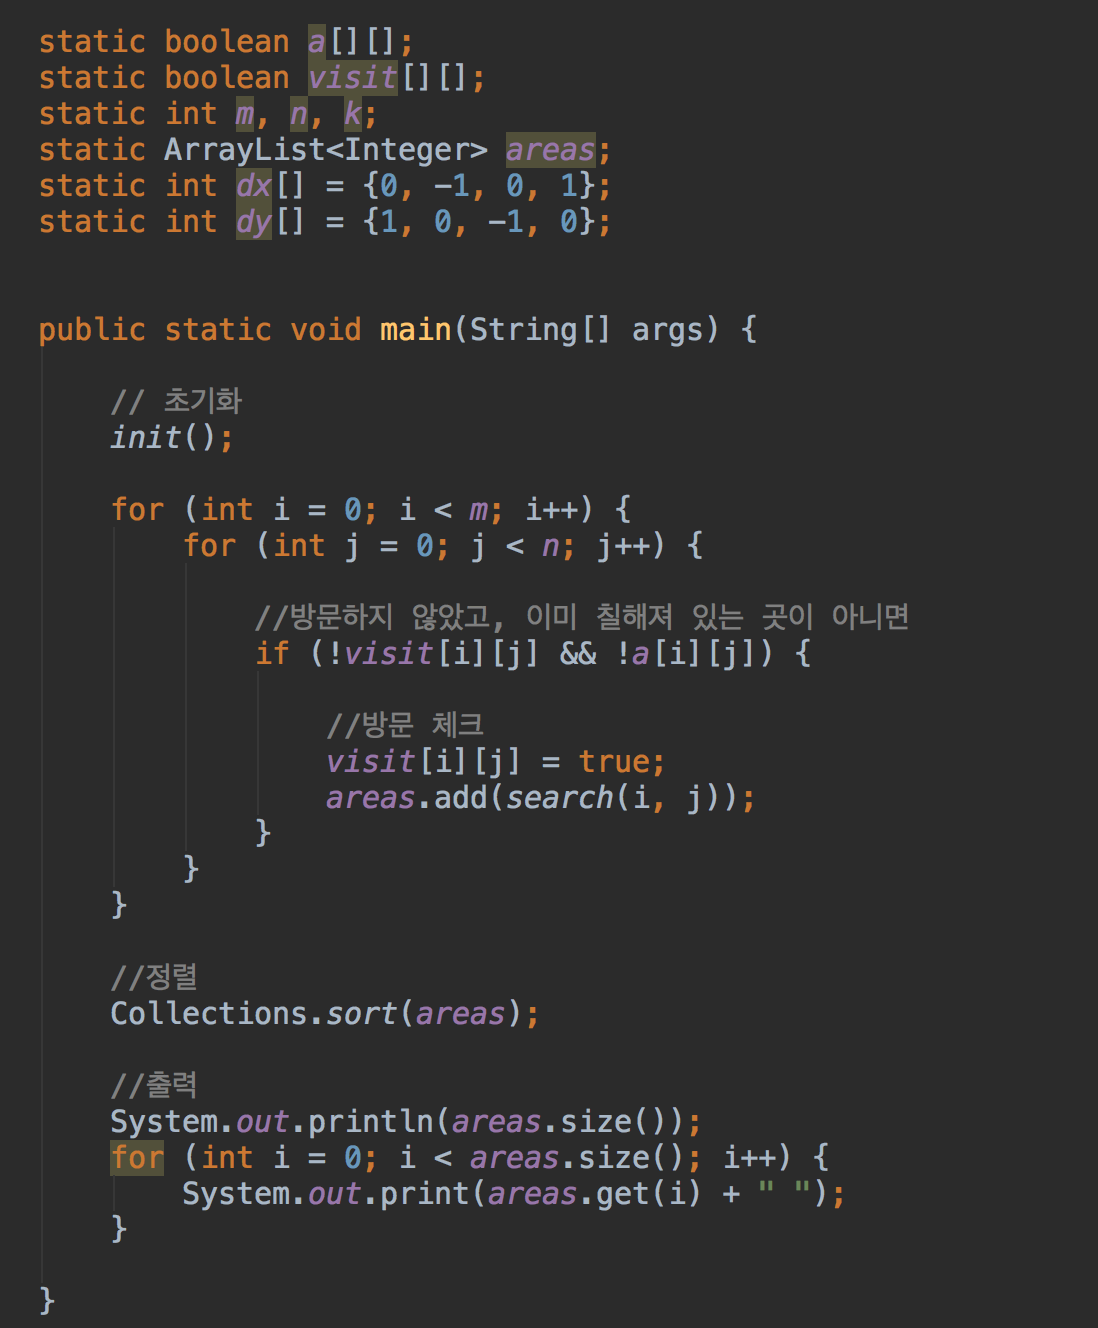 static boolean a[][];
static boolean visit[][];
static int m, n, k;
static ArrayList<Integer> areas;
static int dx[] = {0, -1, 0, 1};
static int dy[] = {1, 0, -1, 0};
public static void main(String[] args) {
// 초기화
init();
for (int i = 0; i < m; i++) {
for (int j = 0; j < n; j++) {
//방문하지 않았고, 이미 칠해져 있는 곳이 아니면
if (!visit[i][j] && !a[i][j]) {
//방문 체크
visit[i][j] = true;
areas.add(search(i, j));
}
}
}
//정렬
Collections.sort(areas);
//출력
System.out.println(areas.size());
for (int i = 0; i < areas.size(); i++) {
System.out.print(areas.get(i) + " ");
}
}